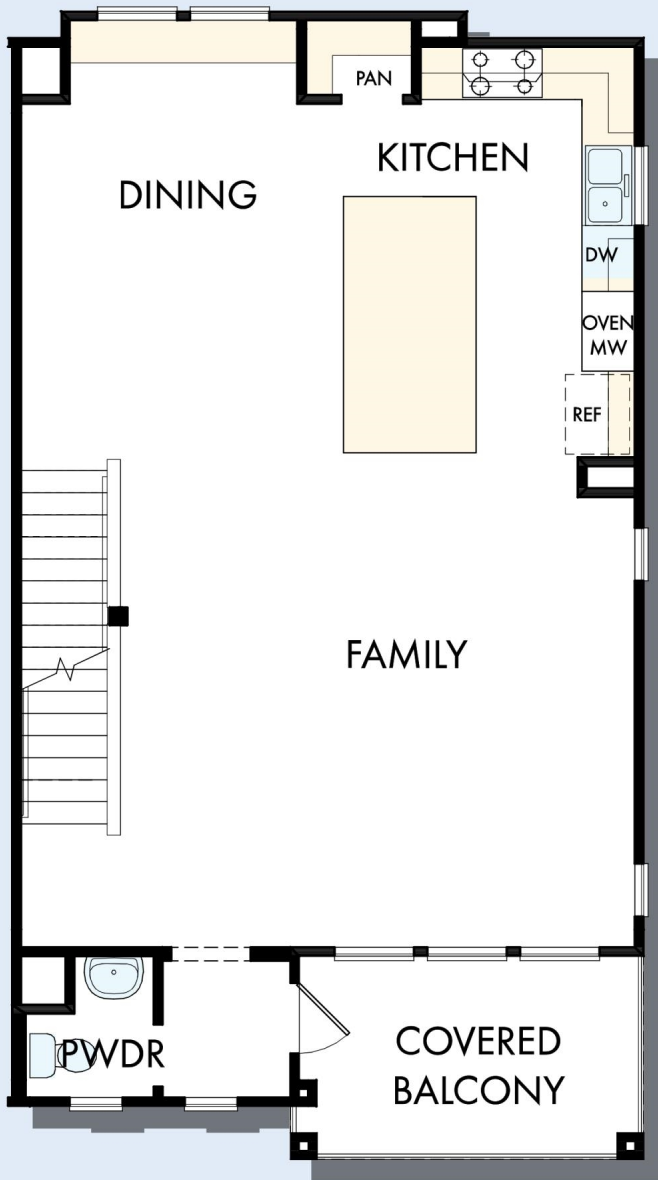 PAN
KITCHEN
DINING
DW
OVEN
MW
REF
FAMILY
PWDR
COVERED
BALCONY